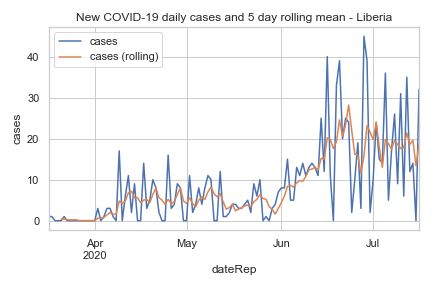 New COVID-19 daily cases and 5 day rolling mean - Liberia
cases
cases (rolling)
40
30
20
10
0
cases
Apr
2020
May
Jun
Jul
dateRep